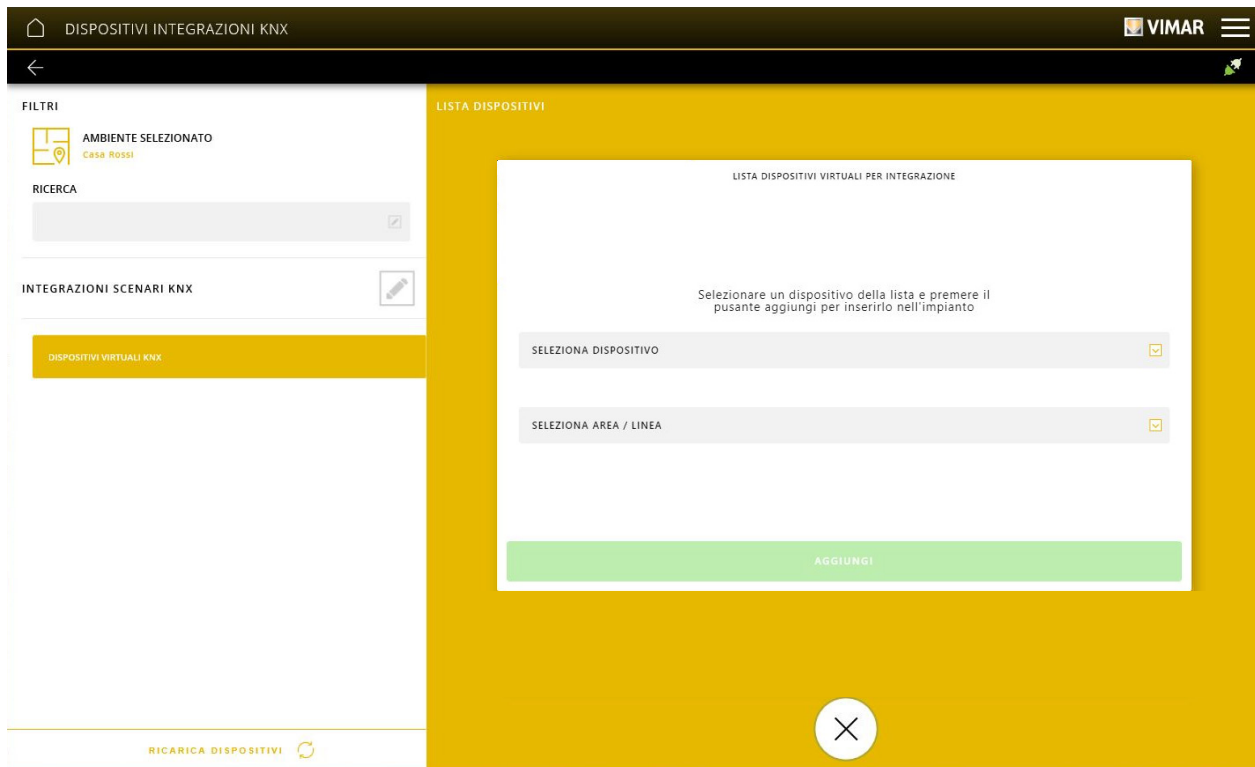 DISPOSITIVI INTEGRAZIONI KNX
VIMAR
FILTRI
AMBIENTE SELEZIONATO
Casa Rossi
RICERCA
INTEGRAZIONI SCENARI KNX
DISPOSITIVI VIRTUALI KNX
RICARICA DISPOSITIVI
LISTA DISPOSITIVI
LISTA DISPOSITIVI VIRTUALI PER INTEGRAZIONE
Selezionare un dispositivo della lista e premere il
pusante aggiungi per inserirlo nell'impianto
SELEZIONA DISPOSITIVO
SELEZIONA AREA / LINEA
AGGIUNGI